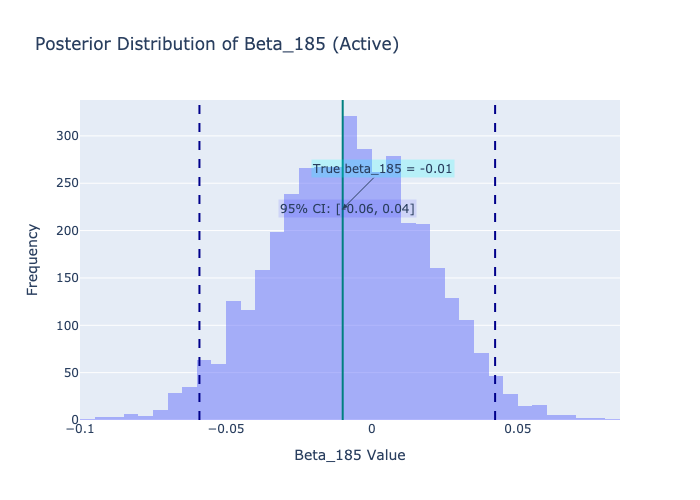 Posterior Distribution of Beta_185 (Active)
300
250
200
150
100
50
0
Frequency
True beta_185 = -0.01
95% CI: [-0.06, 0.04]
−0.1
−0.05
0
0.05
Beta_185 Value